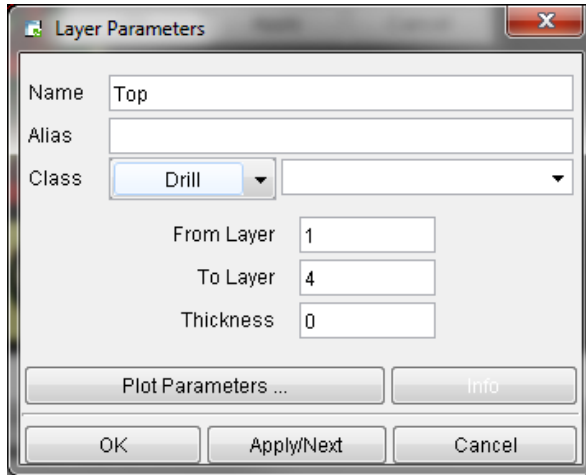 Layer Parameters
Name Top
Alias
Class Drill
From Layer 1
To Layer 4
Thickness 0
Plot Parameters ... Info
OK Apply/Next Cancel